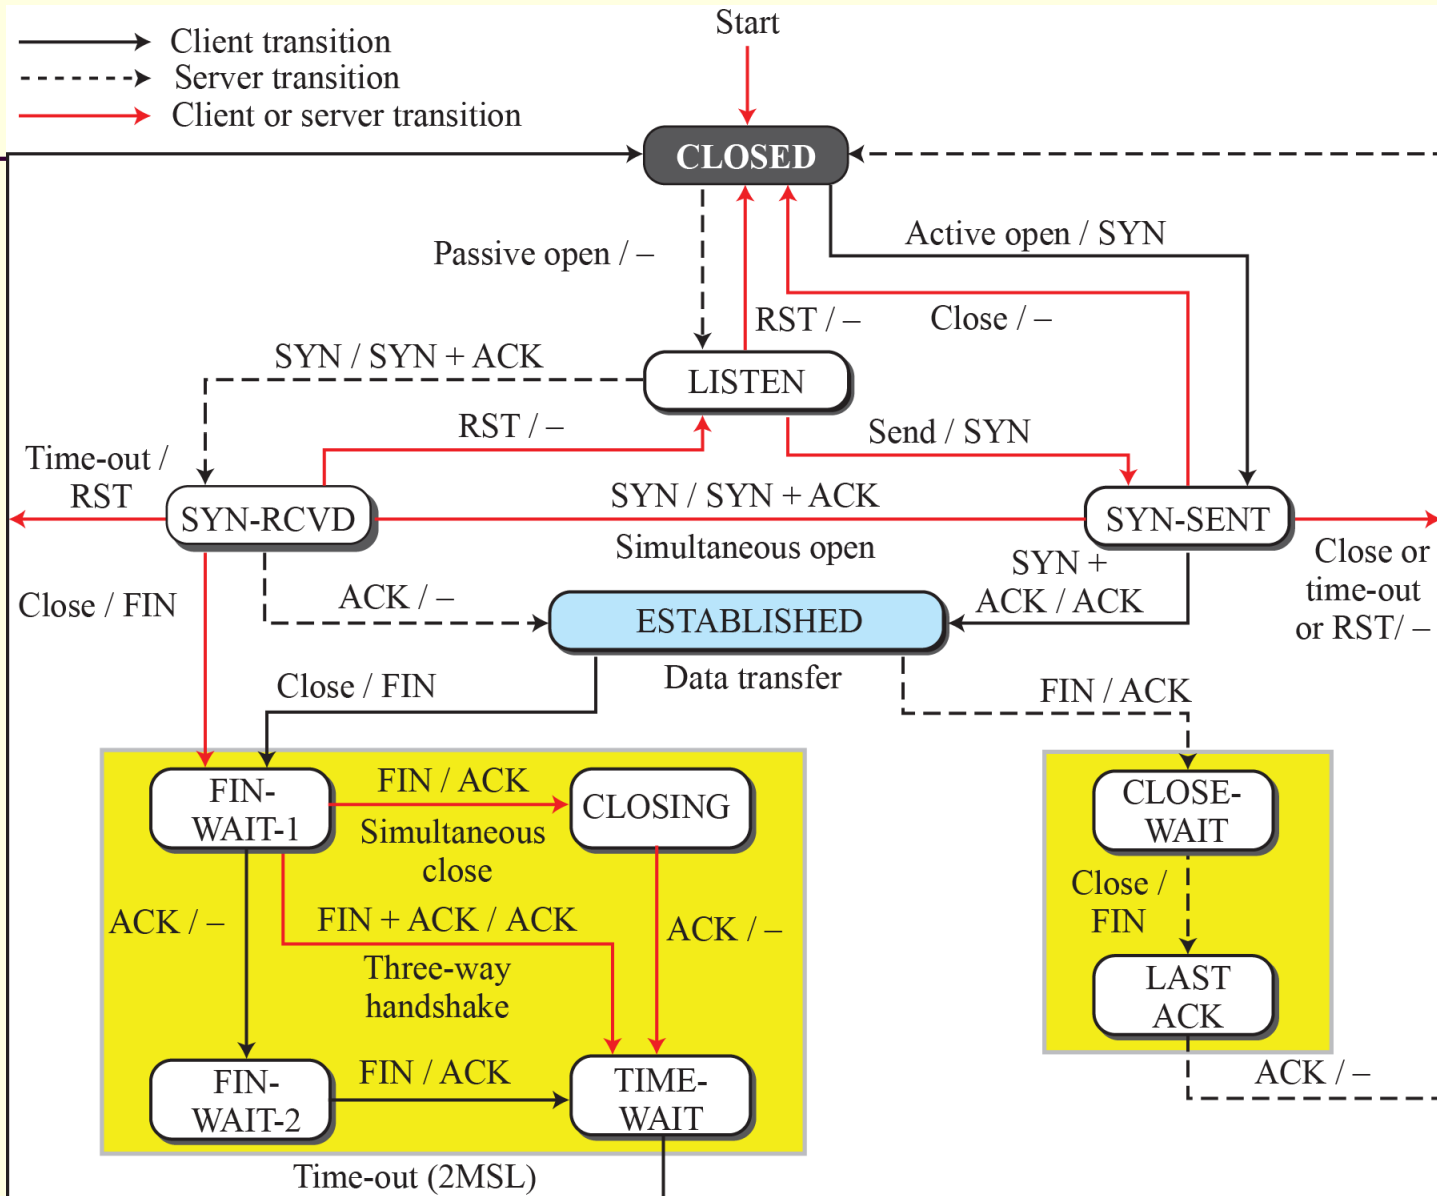 Start
Client transition
Server transition
Client or server transition
CLOSED
Active open / SYN
Passive open / –
RST / –
Close / –
SYN / SYN + ACK
LISTEN
RST / –
Send / SYN
Time-out /
RST
SYN / SYN + ACK
SYN-RCVD
SYN-SENT
Simultaneous open
Close or
time-out
or RST/ –
SYN +
ACK / ACK
Close / FIN
ACK / –
ESTABLISHED
Data transfer
Close / FIN
FIN / ACK
FIN-
WAIT-1
FIN / ACK
Simultaneous
close
CLOSING
CLOSE-
WAIT
Close /
FIN
ACK / –
FIN + ACK / ACK
Three-way
handshake
ACK / –
LAST
ACK
FIN-
WAIT-2
FIN / ACK
TIME-
WAIT
ACK / –
Time-out (2MSL)